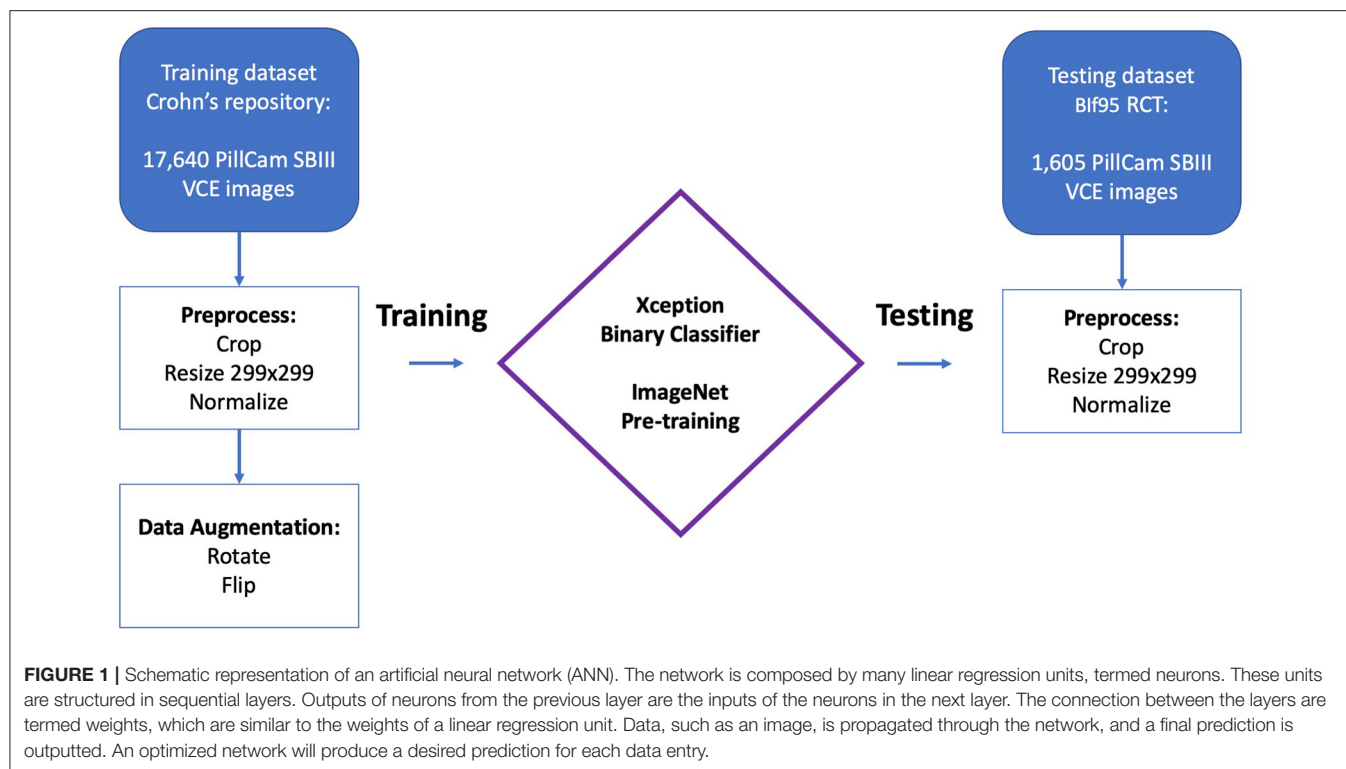 Training dataset
Crohn's repository:
17,640 PillCam SBIII
VCE images
Preprocess:
Crop
Resize 299x299
Normalize
Data Augmentation:
Rotate
Flip
Training
Xception
Binary Classifier
ImageNet
Pre-training
Testing
Testing dataset
BIf95 RCT:
1,605 PillCam SBIII
VCE images
Preprocess:
Crop
Resize 299x299
Normalize
FIGURE 1 | Schematic representation of an artificial neural network (ANN). The network is composed by many linear regression units, termed neurons. These units
are structured in sequential layers. Outputs of neurons from the previous layer are the inputs of the neurons in the next layer. The connection between the layers are
termed weights, which are similar to the weights of a linear regression unit. Data, such as an image, is propagated through the network, and a final prediction is
outputted. An optimized network will produce a desired prediction for each data entry.